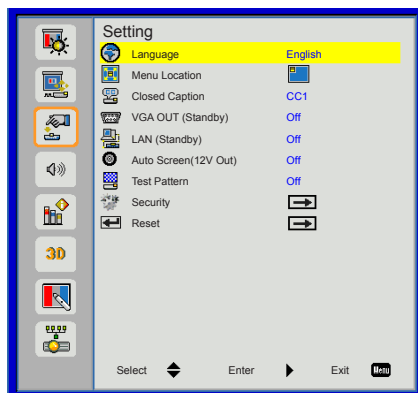 Setting
Language English
Menu Location
Closed Caption CC1
VGA OUT (Standby) Off
LAN (Standby) Off
Auto Screen(12V Out) Off
Test Pattern Off
Security
Reset
3D
Select Enter Exit Menu